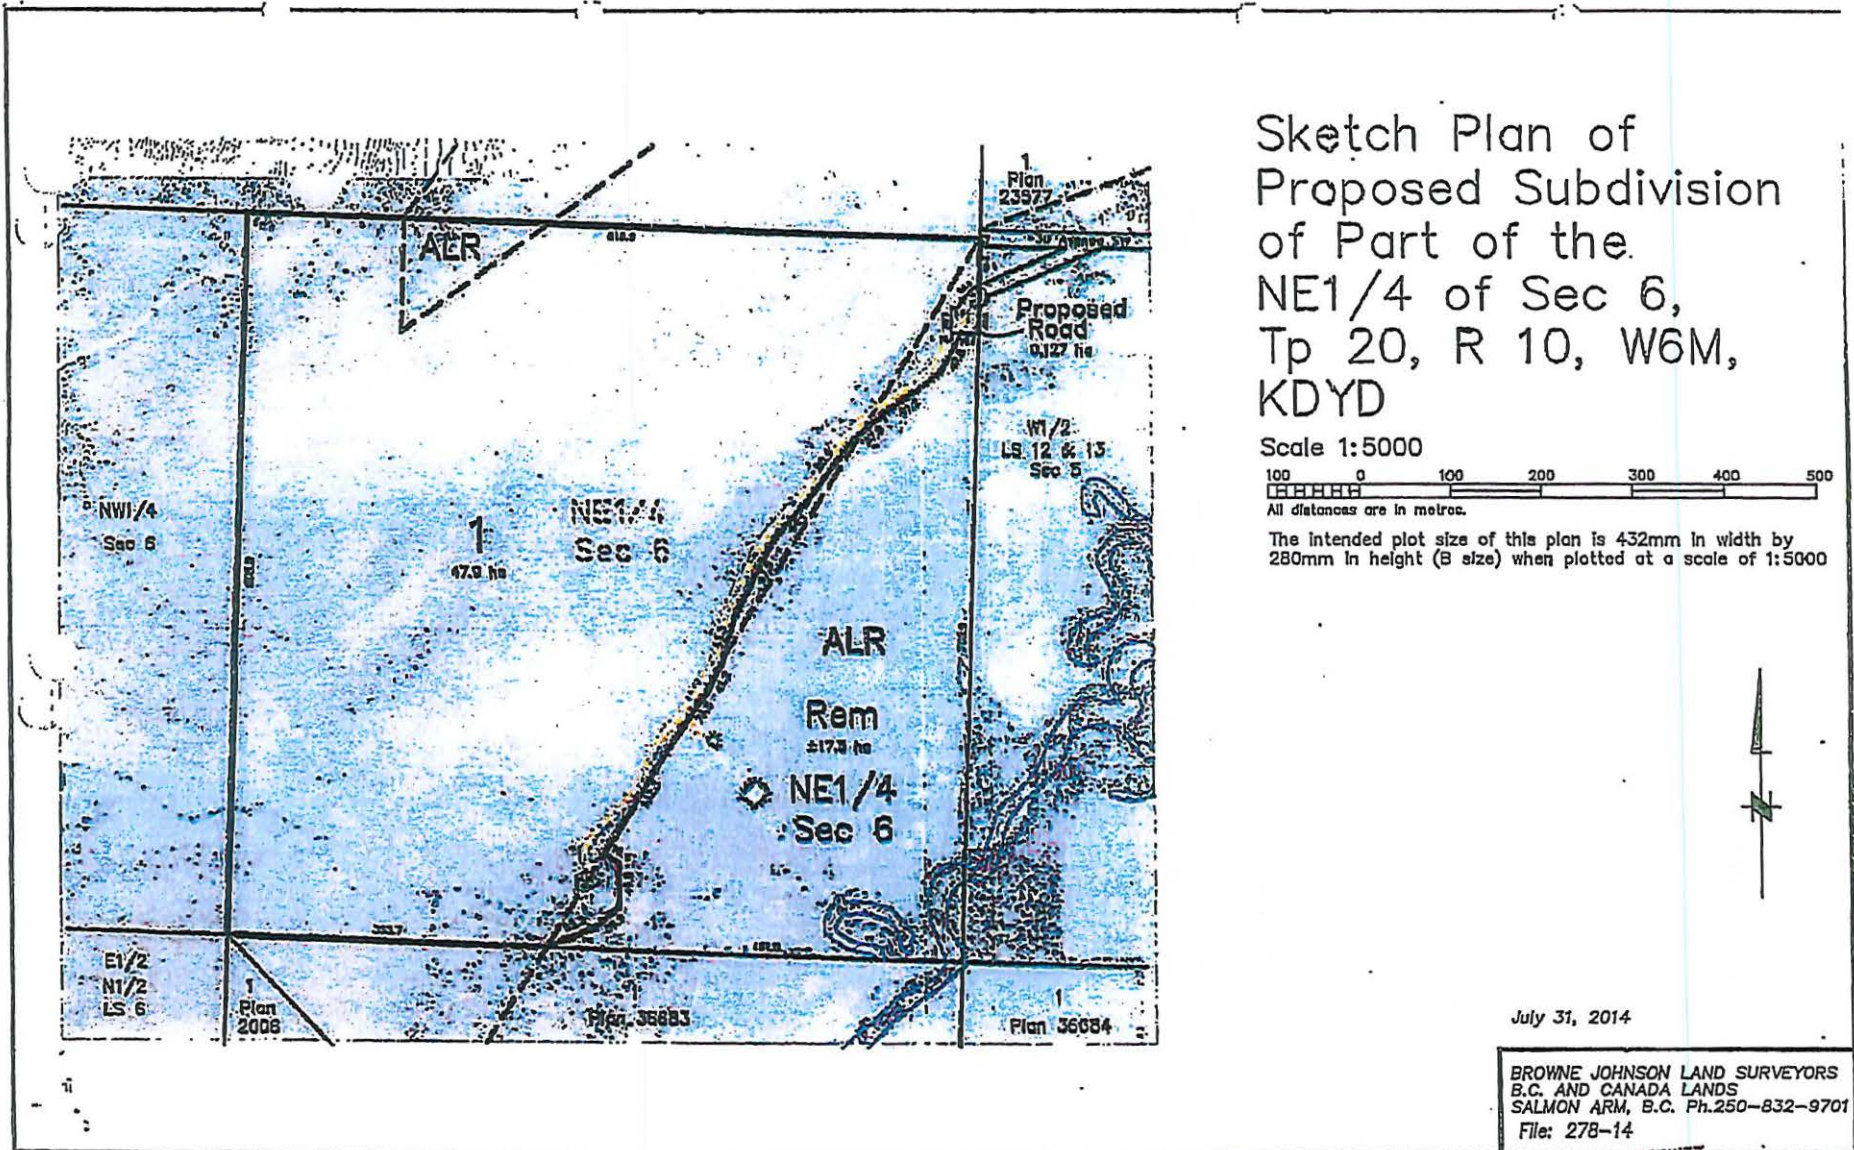 Sketch Plan of
Proposed Subdivision
of Part of the
NE1/4 of Sec 6,
Tp 20, R 10, W6M,
KDYD
Scale 1:5000
100 0 100 200 300 400 500
All distances are in metres.
The intended plot size of this plan is 432mm in width by
280mm in height (B size) when plotted at a scale of 1:5000
1
Plan
23977
ALR
Proposed
Road
0.127 ha
W1/2
LS 12 & 13
Sec 5
NW1/4
Sec 6
1
47.9 ha
NE1/4
Sec 6
ALR
Rem
NE1/4
Sec 6
E1/2
N1/2
LS 6
1
Plan
2006
Plan 36683
1
Plan 36684
July 31, 2014
BROWNE JOHNSON LAND SURVEYORS
B.C. AND CANADA LANDS
SALMON ARM, B.C. Ph.250-832-9701
File: 278-14